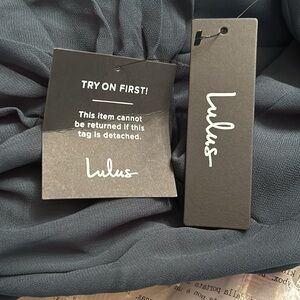 TRY ON FIRST!
This item cannot
be returned if this
tag is detached.
Lulus
Lulus